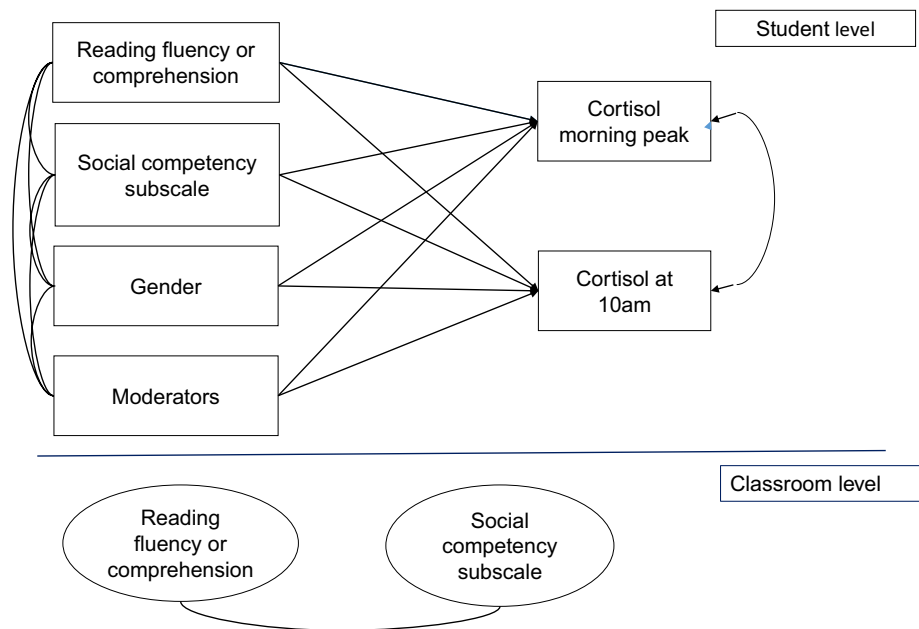 Student level
Reading fluency or
comprehension
Cortisol
morning peak
Social competency
subscale
Gender
Cortisol at
10am
Moderators
Classroom level
Reading
fluency or
comprehension
Social
competency
subscale